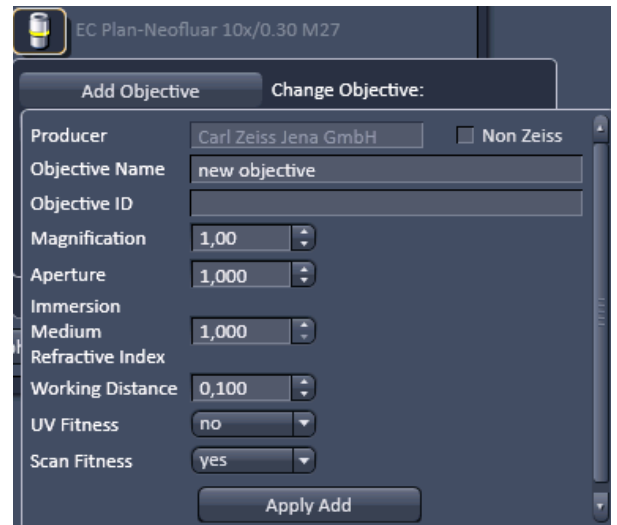 EC Plan-Neofluar 10x/0.30 M27
Add Objective Change Objective:
Producer Carl Zeiss Jena GmbH Non Zeiss
Objective Name new objective
Objective ID
Magnification 1,00
Aperture 1,000
Immersion
Medium 1,000
Refractive Index
Working Distance 0,100
UV Fitness no
Scan Fitness yes
Apply Add